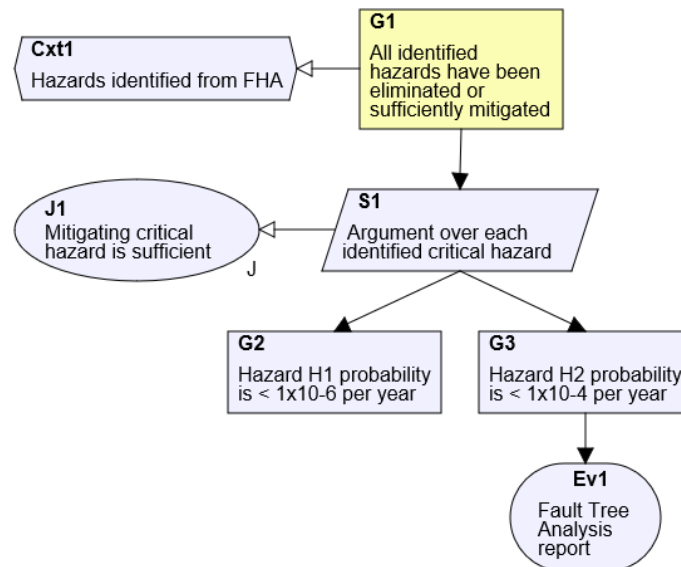 G1
All identified
hazards have been
eliminated or
sufficiently mitigated
Cxt1
Hazards identified from FHA
J1
Mitigating critical
hazard is sufficient
J
S1
Argument over each
identified critical hazard
G2
Hazard H1 probability
is < 1x10-6 per year
G3
Hazard H2 probability
is < 1x10-4 per year
Ev1
Fault Tree
Analysis
report